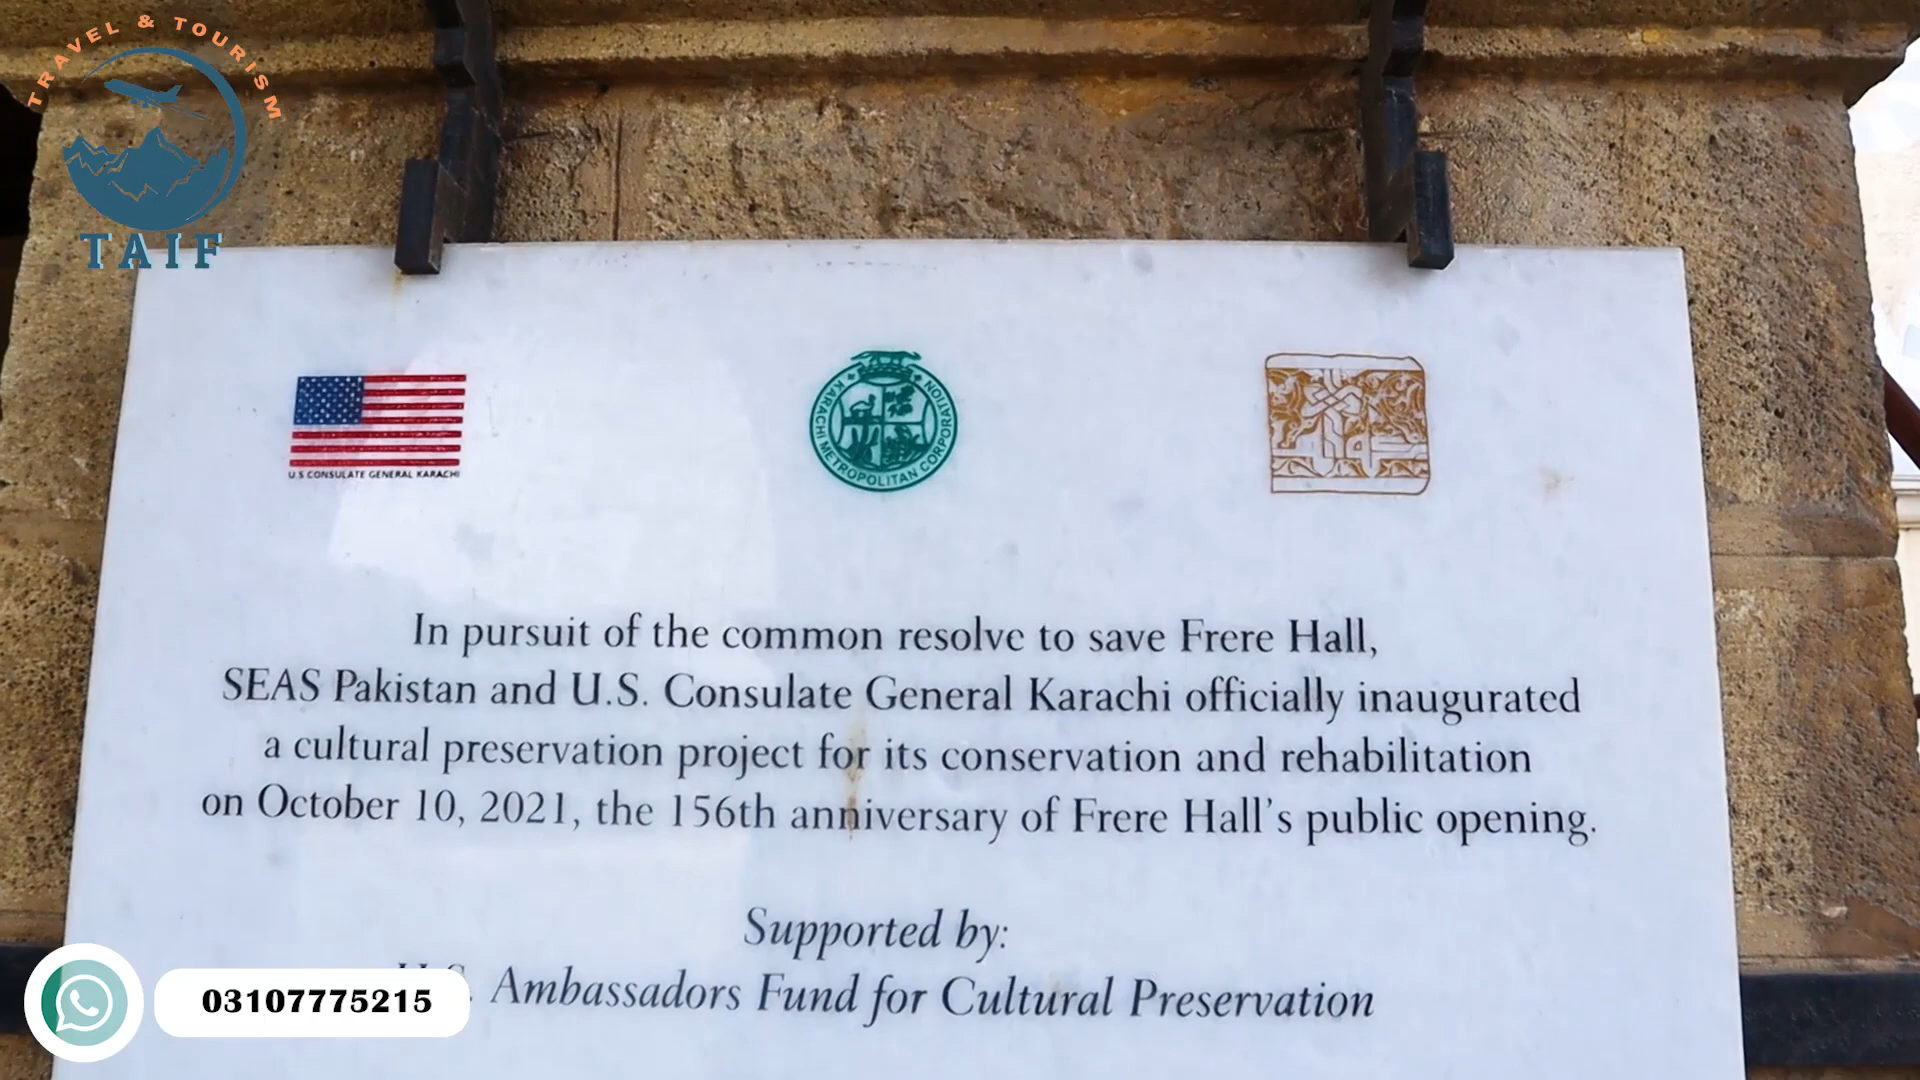 TRAVEL & TOURISM
TAIF
U.S CONSULATE GENERAL KARACHI
KARACHI METROPOLITAN CORPORATION
In pursuit of the common resolve to save Frere Hall,
SEAS Pakistan and U.S. Consulate General Karachi officially inaugurated
a cultural preservation project for its conservation and rehabilitation
on October 10, 2021, the 156th anniversary of Frere Hall's public opening.
Supported by:
Ambassadors Fund for Cultural Preservation
03107775215